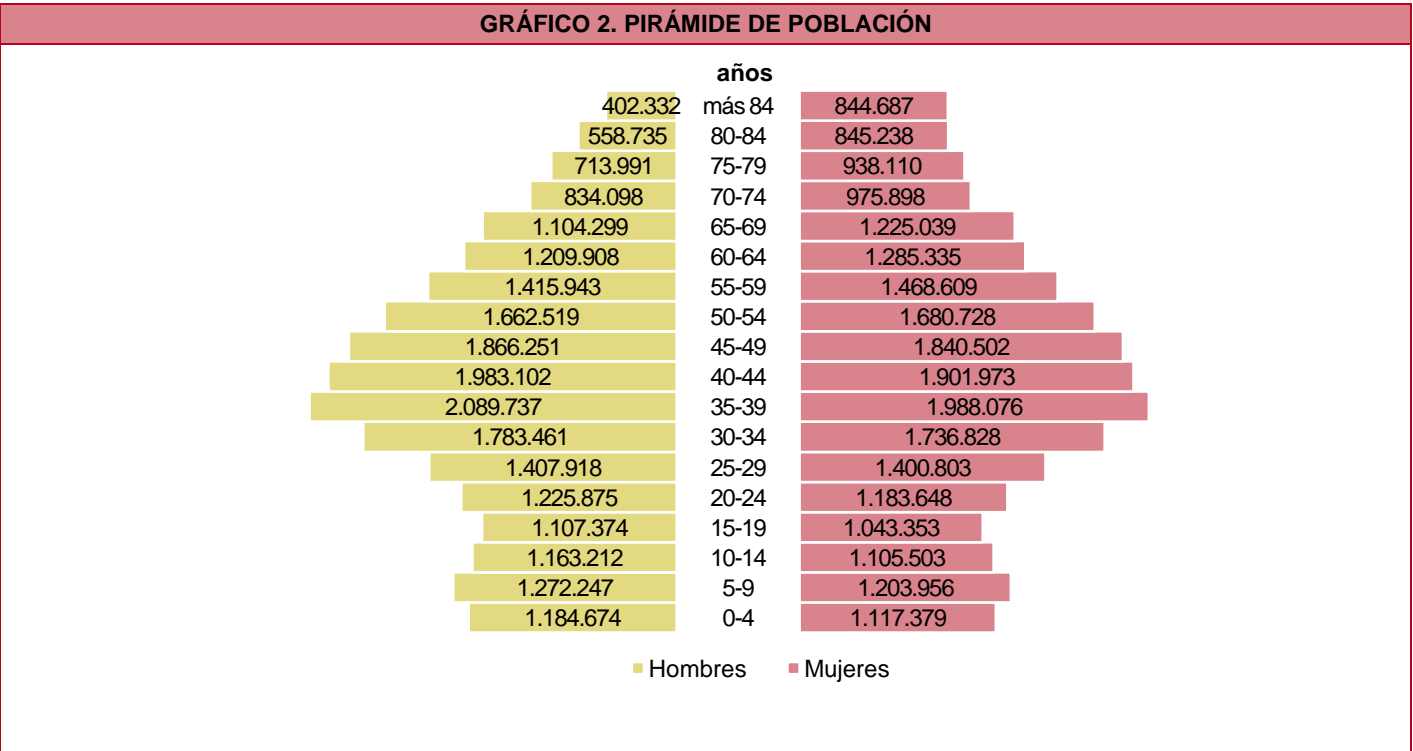 GRÁFICO 2. PIRÁMIDE DE POBLACIÓN
años
402.332 más 84 844.687
558.735 80-84 845.238
713.991 75-79 938.110
834.098 70-74 975.898
1.104.299 65-69 1.225.039
1.209.908 60-64 1.285.335
1.415.943 55-59 1.468.609
1.662.519 50-54 1.680.728
1.866.251 45-49 1.840.502
1.983.102 40-44 1.901.973
2.089.737 35-39 1.988.076
1.783.461 30-34 1.736.828
1.407.918 25-29 1.400.803
1.225.875 20-24 1.183.648
1.107.374 15-19 1.043.353
1.163.212 10-14 1.105.503
1.272.247 5-9 1.203.956
1.184.674 0-4 1.117.379
Hombres Mujeres